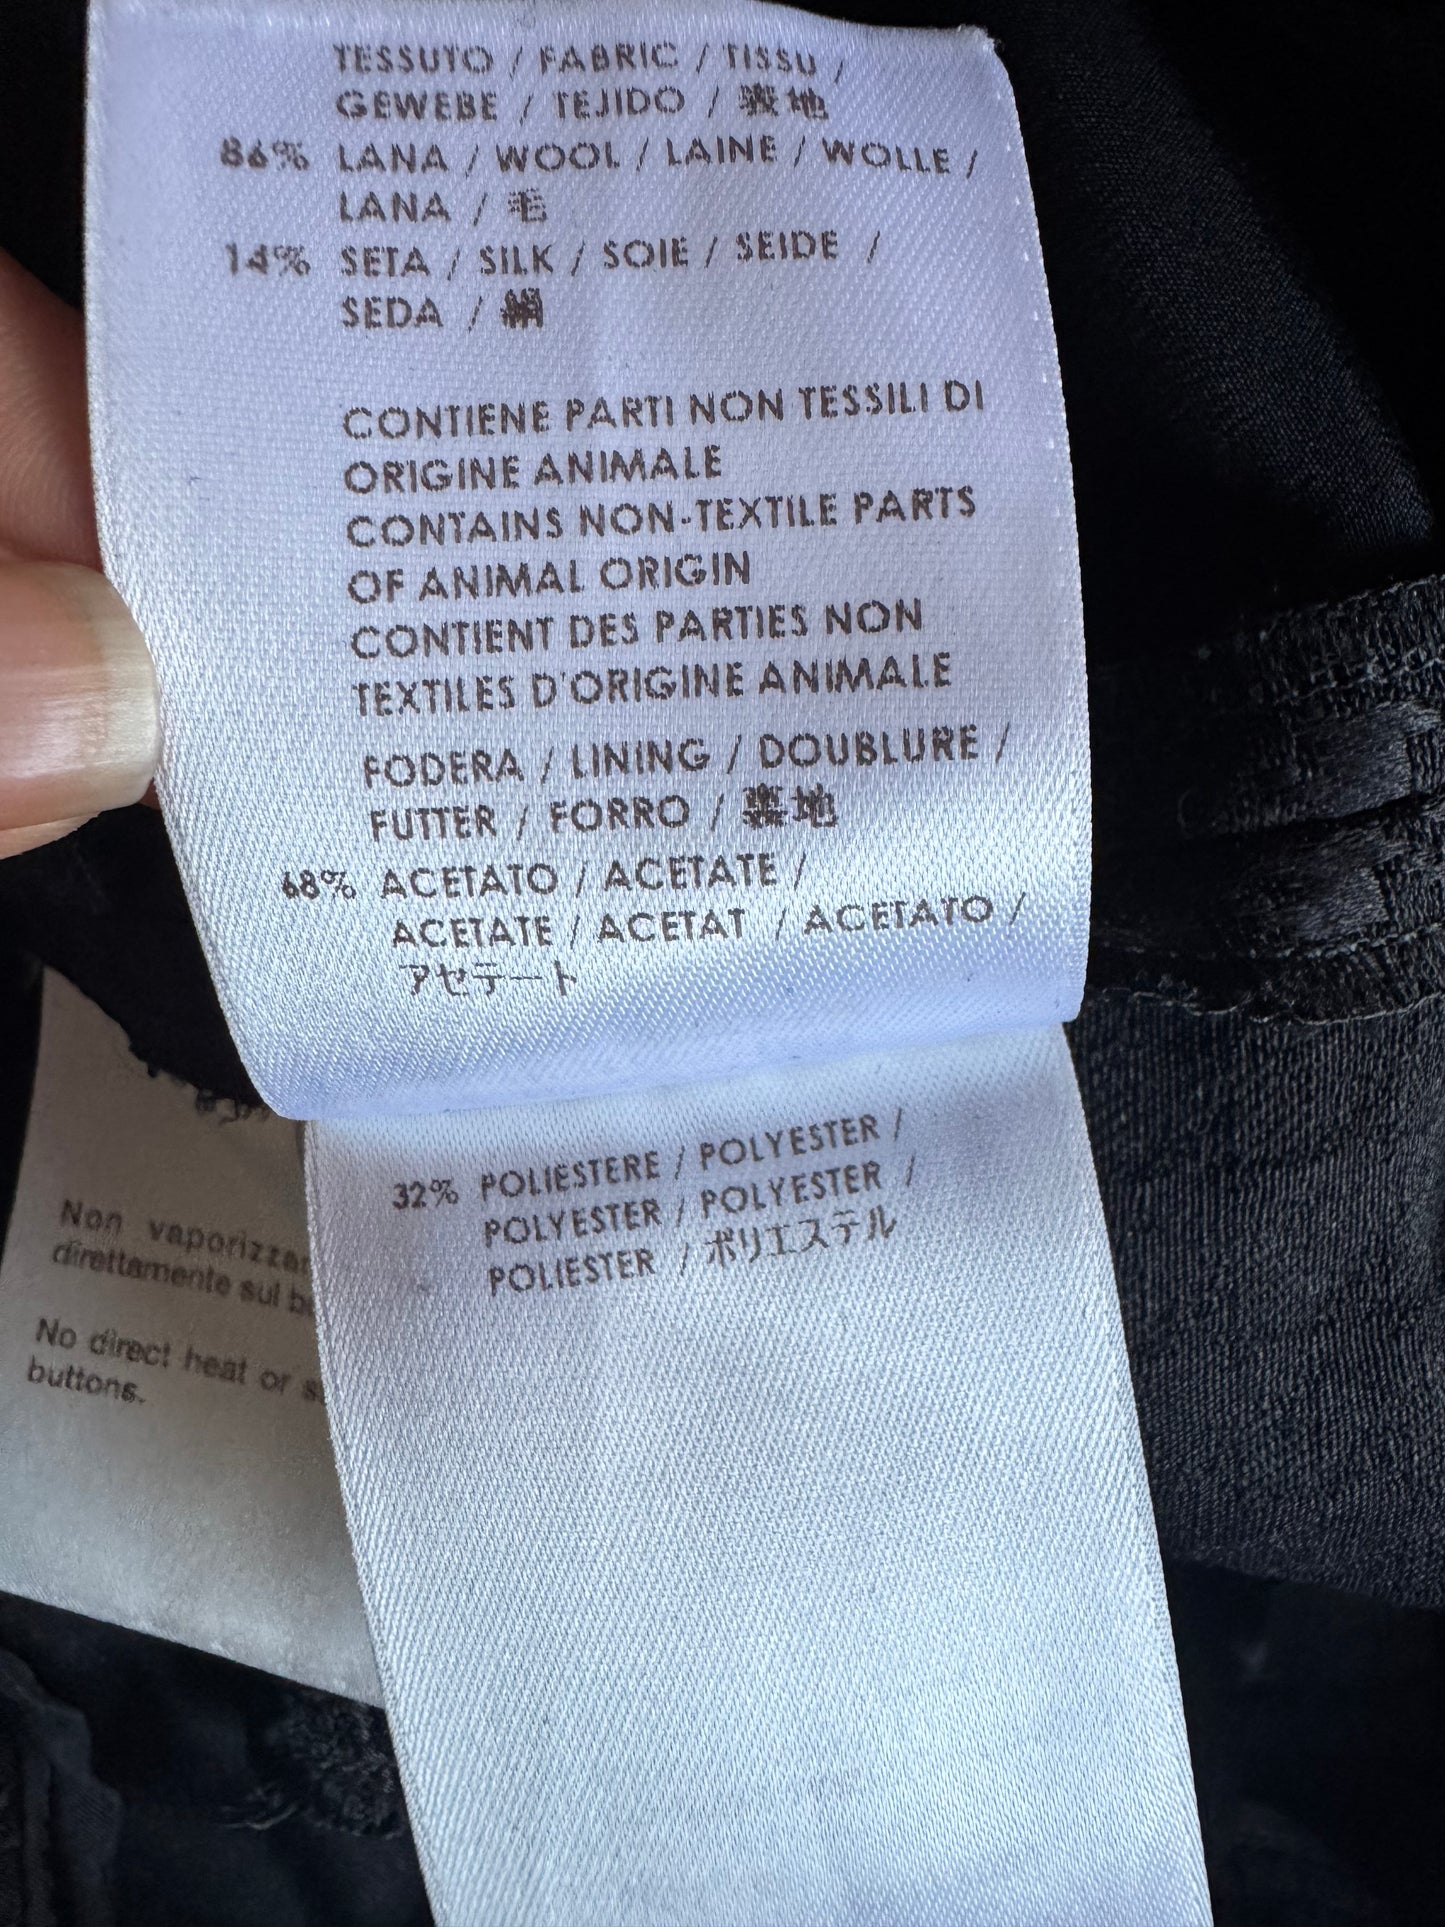 TESSUTO / FABRIC / TISSU /
GEWEBE / TEJIDO / 表地
86% LANA / WOOL / LAINE / WOLLE /
LANA / 毛
14% SETA / SILK / SOIE / SEIDE /
SEDA / 絹
CONTIENE PARTI NON TESSILI DI
ORIGINE ANIMALE
CONTAINS NON-TEXTILE PARTS
OF ANIMAL ORIGIN
CONTIENT DES PARTIES NON
TEXTILES D'ORIGINE ANIMALE
FODERA / LINING / DOUBLURE /
FUTTER / FORRO / 裏地
68% ACETATO / ACETATE /
ACETATE / ACETAT / ACETATO /
アセテート
32% POLIESTERE / POLYESTER /
POLYESTER / POLYESTER /
POLIESTER / ポリエステル
Non vaporizzar
direttamente sul b
No direct heat or s
buttons.